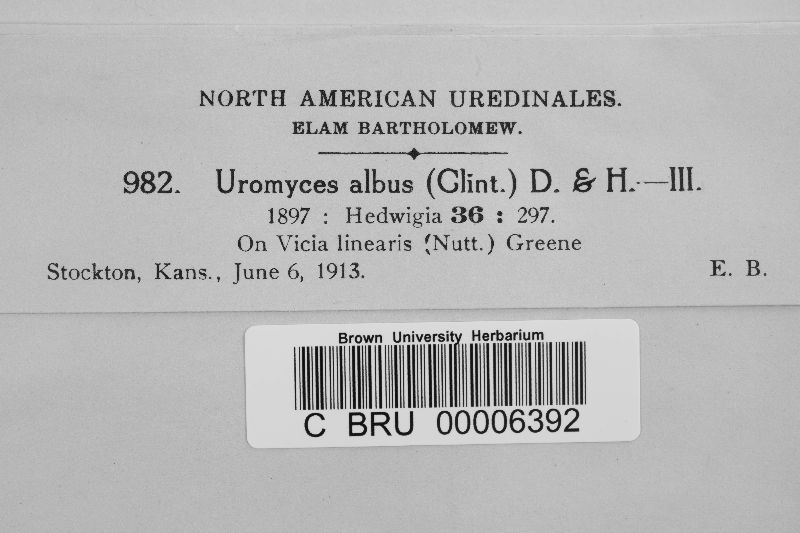 NORTH AMERICAN UREDINALES.
ELAM BARTHOLOMEW.
982. Uromyces albus (Clint.) D. & H.—III.
1897 : Hedwigia 36 : 297.
On Vicia linearis (Nutt.) Greene
Stockton, Kans., June 6, 1913. E. B.
Brown University Herbarium
C BRU 00006392